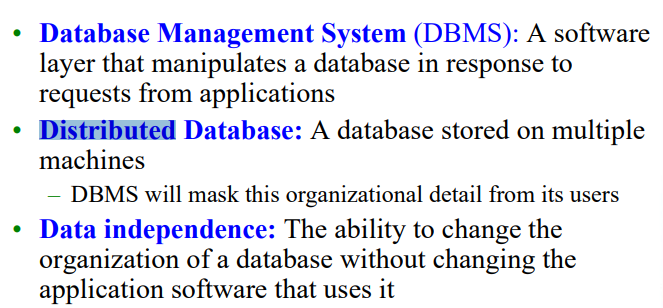 • Database Management System (DBMS): A software
layer that manipulates a database in response to
requests from applications
• Distributed Database: A database stored on multiple
machines
– DBMS will mask this organizational detail from its users
• Data independence: The ability to change the
organization of a database without changing the
application software that uses it